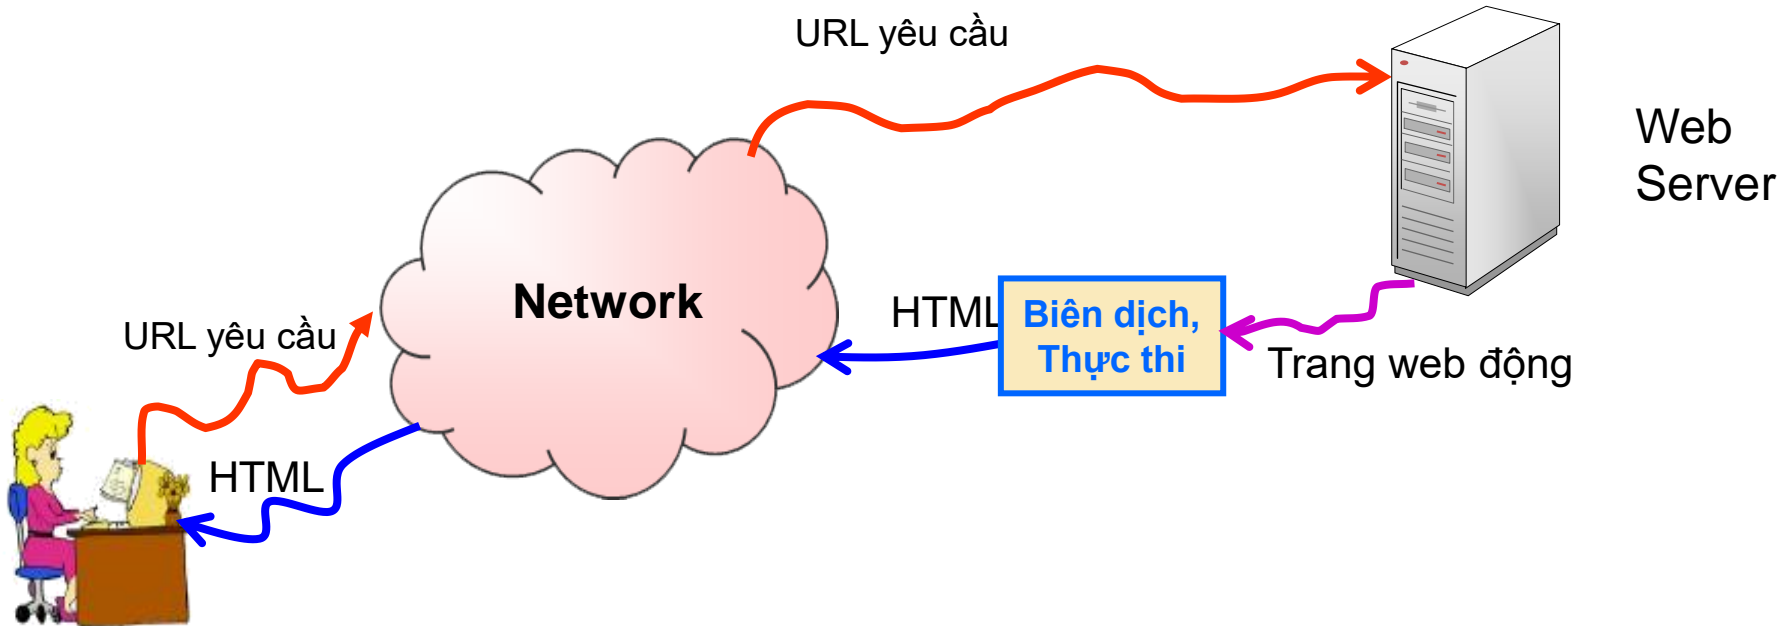 URL yêu cầu
Web
Server
Network
HTML
Biên dịch,
Thực thi
URL yêu cầu
Trang web động
HTML